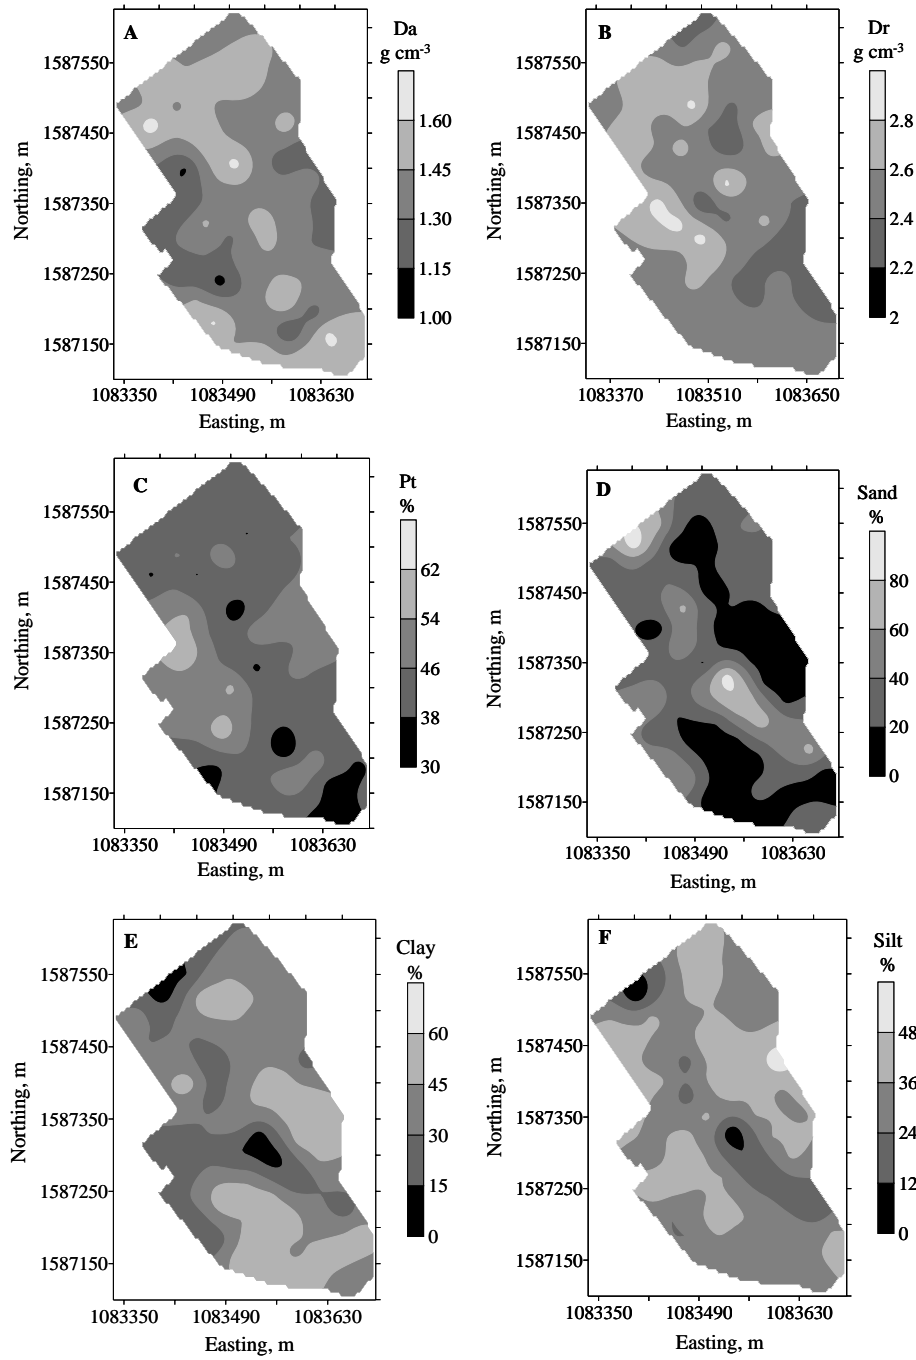 A
Da
g cm-3
1587550
1587450
1587350
1587250
1587150
Northing, m
1.60
1.45
1.30
1.15
1.00
1083350 1083490 1083630
Easting, m
B
Dr
g cm-3
1587550
1587450
1587350
1587250
1587150
Northing, m
2.8
2.6
2.4
2.2
2
1083370 1083510 1083650
Easting, m
C
Pt
%
1587550
1587450
1587350
1587250
1587150
Northing, m
62
54
46
38
30
1083350 1083490 1083630
Easting, m
D
Sand
%
1587550
1587450
1587350
1587250
1587150
Northing, m
80
60
40
20
0
1083350 1083490 1083630
Easting, m
E
Clay
%
1587550
1587450
1587350
1587250
1587150
Northing, m
60
45
30
15
0
1083350 1083490 1083630
Easting, m
F
Silt
%
1587550
1587450
1587350
1587250
1587150
Northing, m
48
36
24
12
0
1083350 1083490 1083630
Easting, m